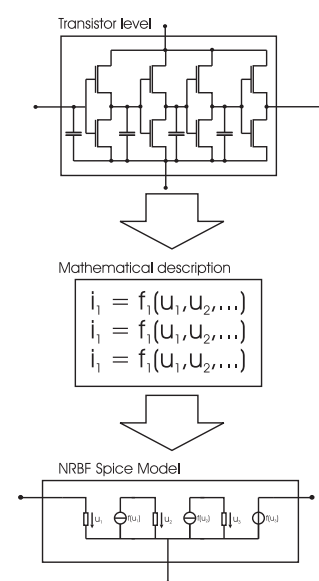 Transistor level
Mathematical description
i₁ = f₁(u₁,u₂,...)
i₁ = f₁(u₁,u₂,...)
i₁ = f₁(u₁,u₂,...)
NRBF Spice Model
u₁ f(u₁) u₂ f(u₂) u₃ f(u₃)